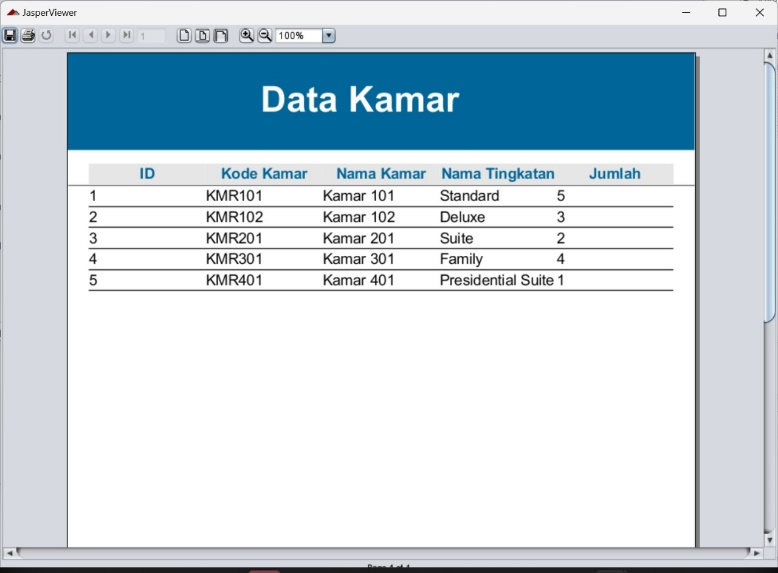 JasperViewer
1
100%
Data Kamar
ID Kode Kamar Nama Kamar Nama Tingkatan Jumlah
1 KMR101 Kamar 101 Standard 5
2 KMR102 Kamar 102 Deluxe 3
3 KMR201 Kamar 201 Suite 2
4 KMR301 Kamar 301 Family 4
5 KMR401 Kamar 401 Presidential Suite 1